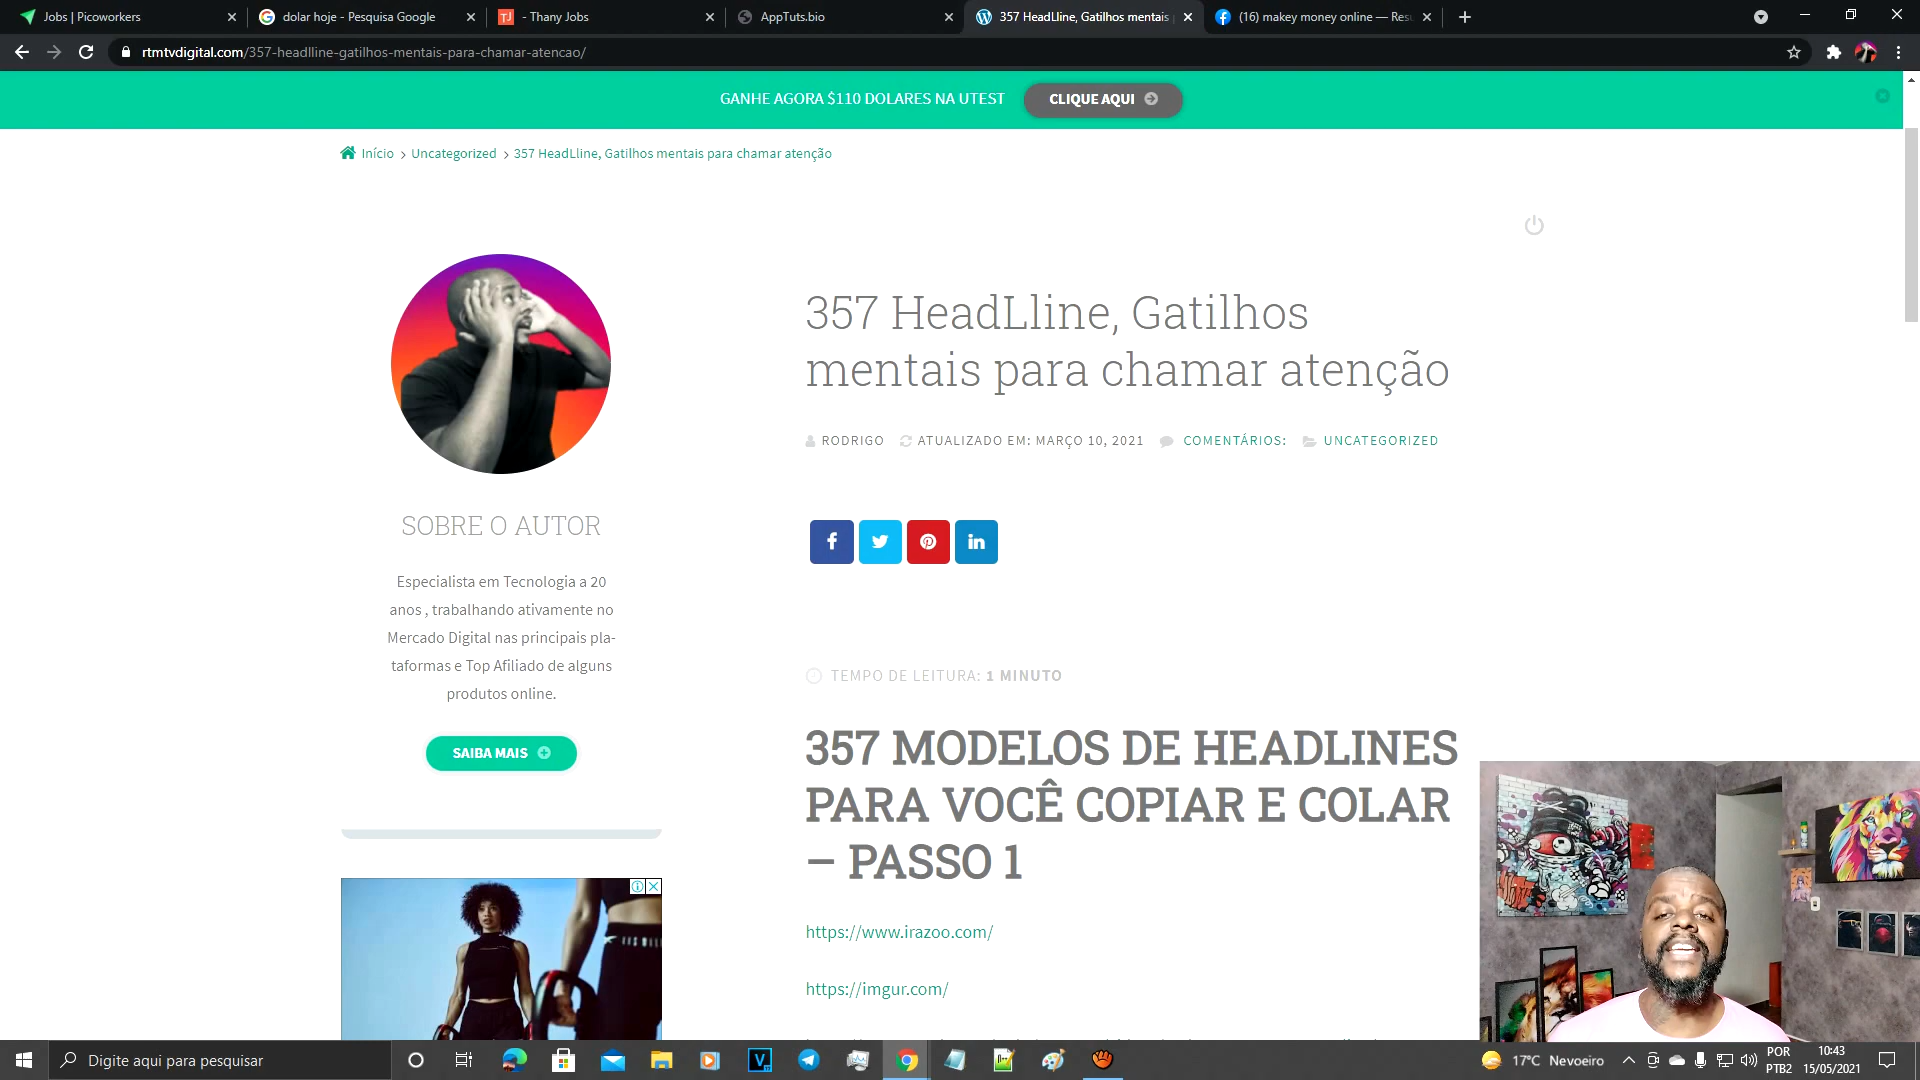 Jobs | Picoworkers
dolar hoje - Pesquisa Google
TJ
- Thany Jobs
AppTuts.bio
357 HeadLline, Gatilhos mentais
(16) makey money online — Resu
rtmtvdigital.com/357-headlline-gatilhos-mentais-para-chamar-atencao/
GANHE AGORA $110 DOLARES NA UTEST
CLIQUE AQUI
Início > Uncategorized > 357 HeadLline, Gatilhos mentais para chamar atenção
357 HeadLline, Gatilhos
mentais para chamar atenção
RODRIGO ATUALIZADO EM: MARÇO 10, 2021 COMENTÁRIOS: UNCATEGORIZED
SOBRE O AUTOR
Especialista em Tecnologia a 20
anos , trabalhando ativamente no
Mercado Digital nas principais pla-
taformas e Top Afiliado de alguns
produtos online.
SAIBA MAIS
TEMPO DE LEITURA: 1 MINUTO
357 MODELOS DE HEADLINES
PARA VOCÊ COPIAR E COLAR
– PASSO 1
https://www.irazoo.com/
https://imgur.com/
Digite aqui para pesquisar
17°C Nevoeiro
POR
PTB2
10:43
15/05/2021